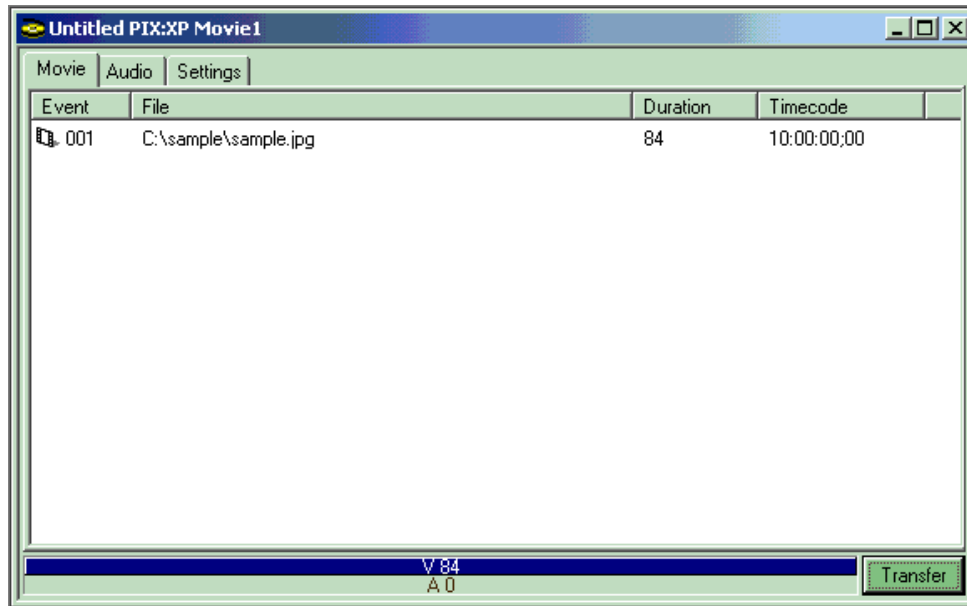 Untitled PIX:XP Movie1
Movie Audio Settings
Event File Duration Timecode
001 C:\sample\sample.jpg 84 10:00:00;00
V 84
A 0
Transfer